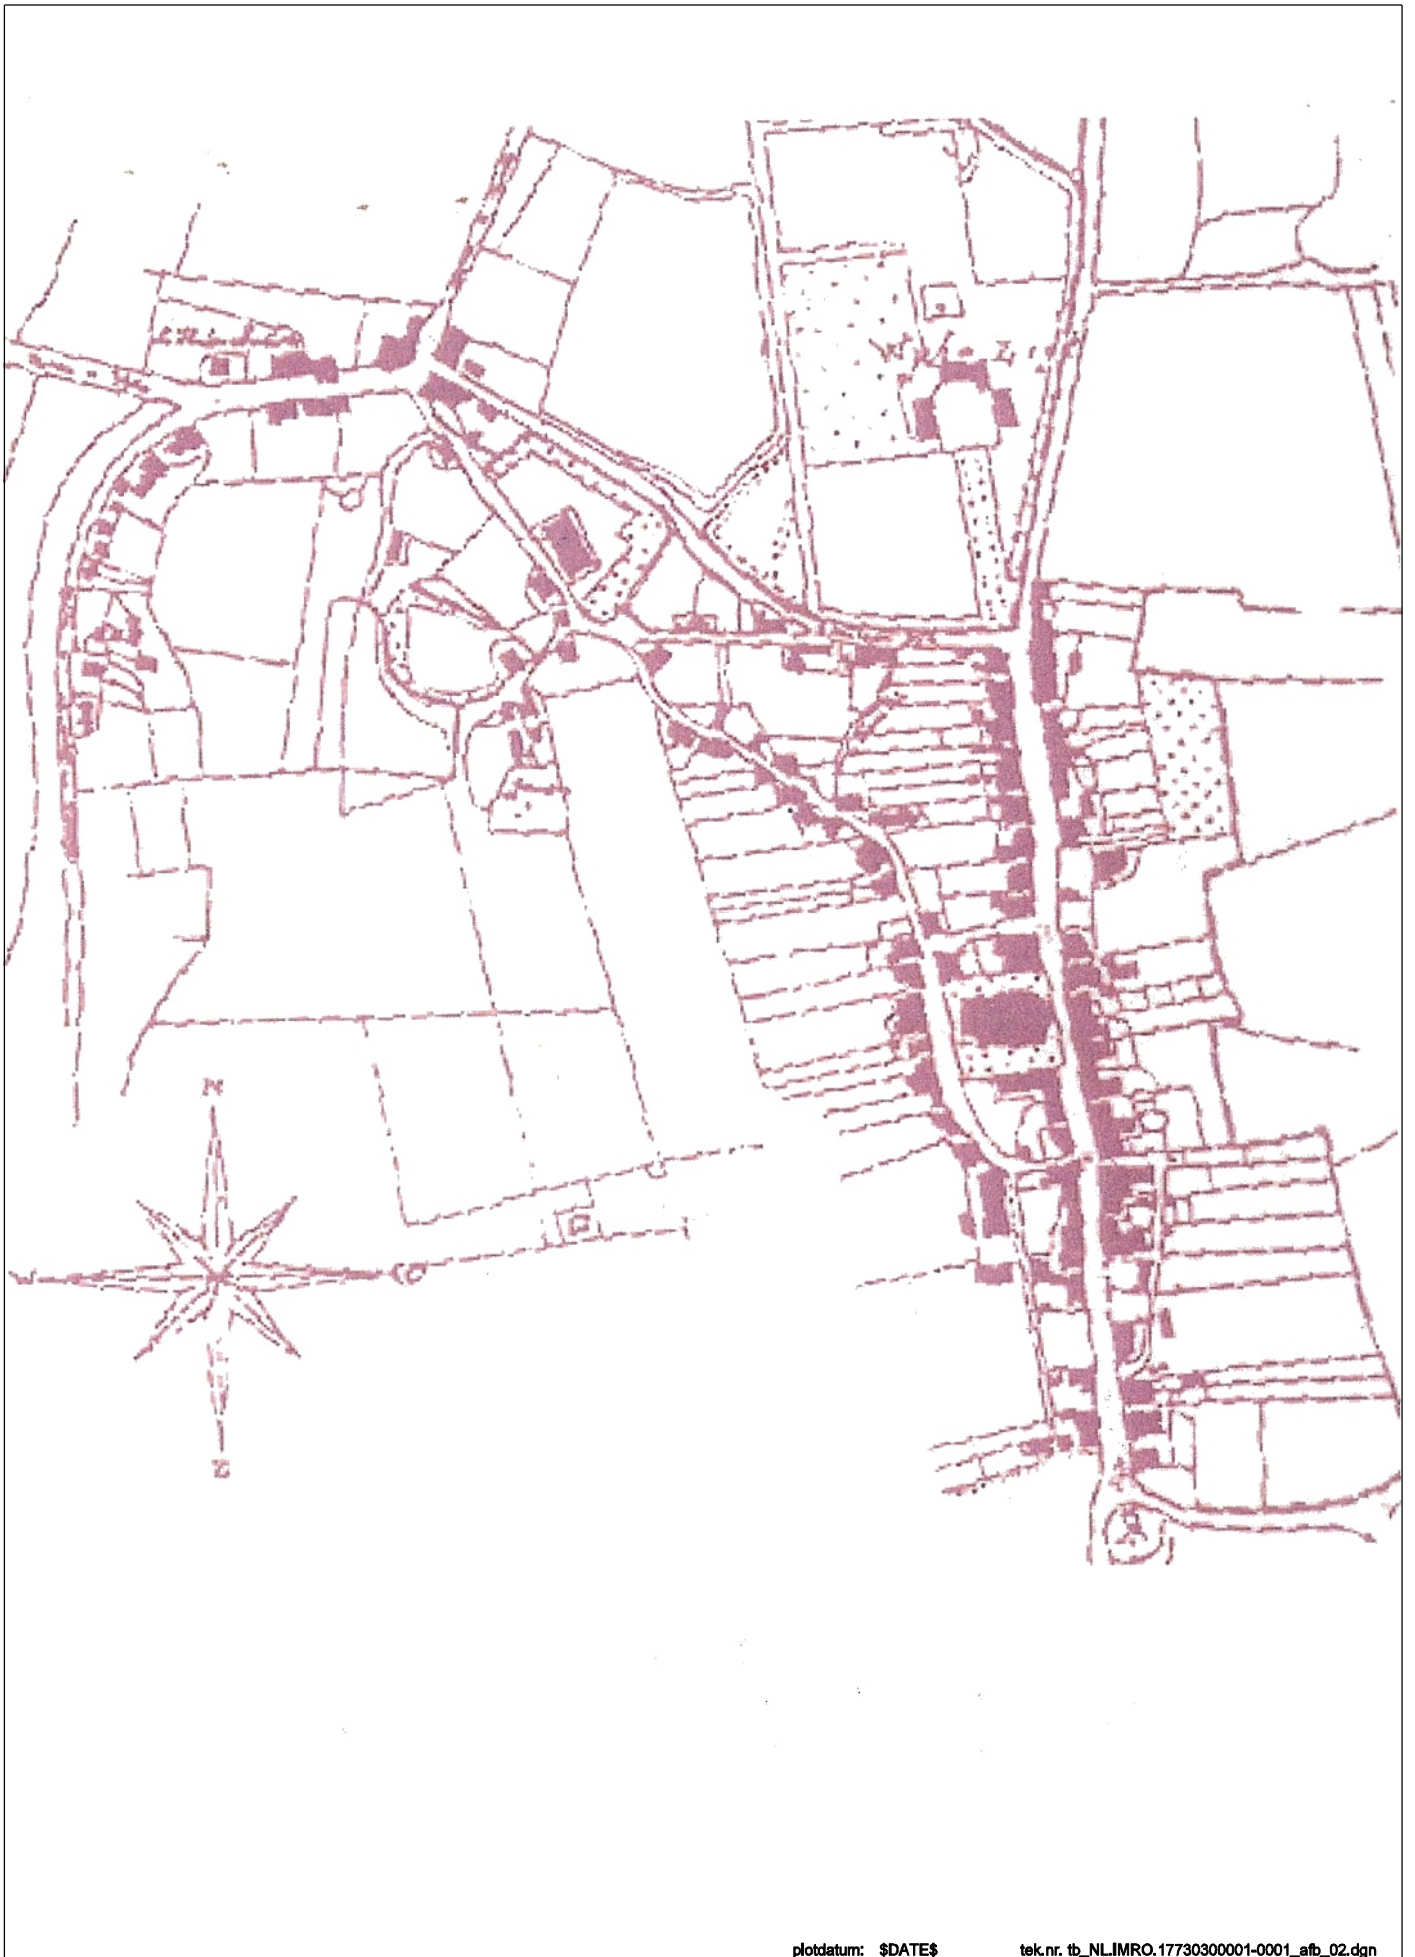 N
W
O
Z
plotdatum: $DATE$ tek.nr. tb_NL.IMRO.17730300001-0001_afb_02.dgn